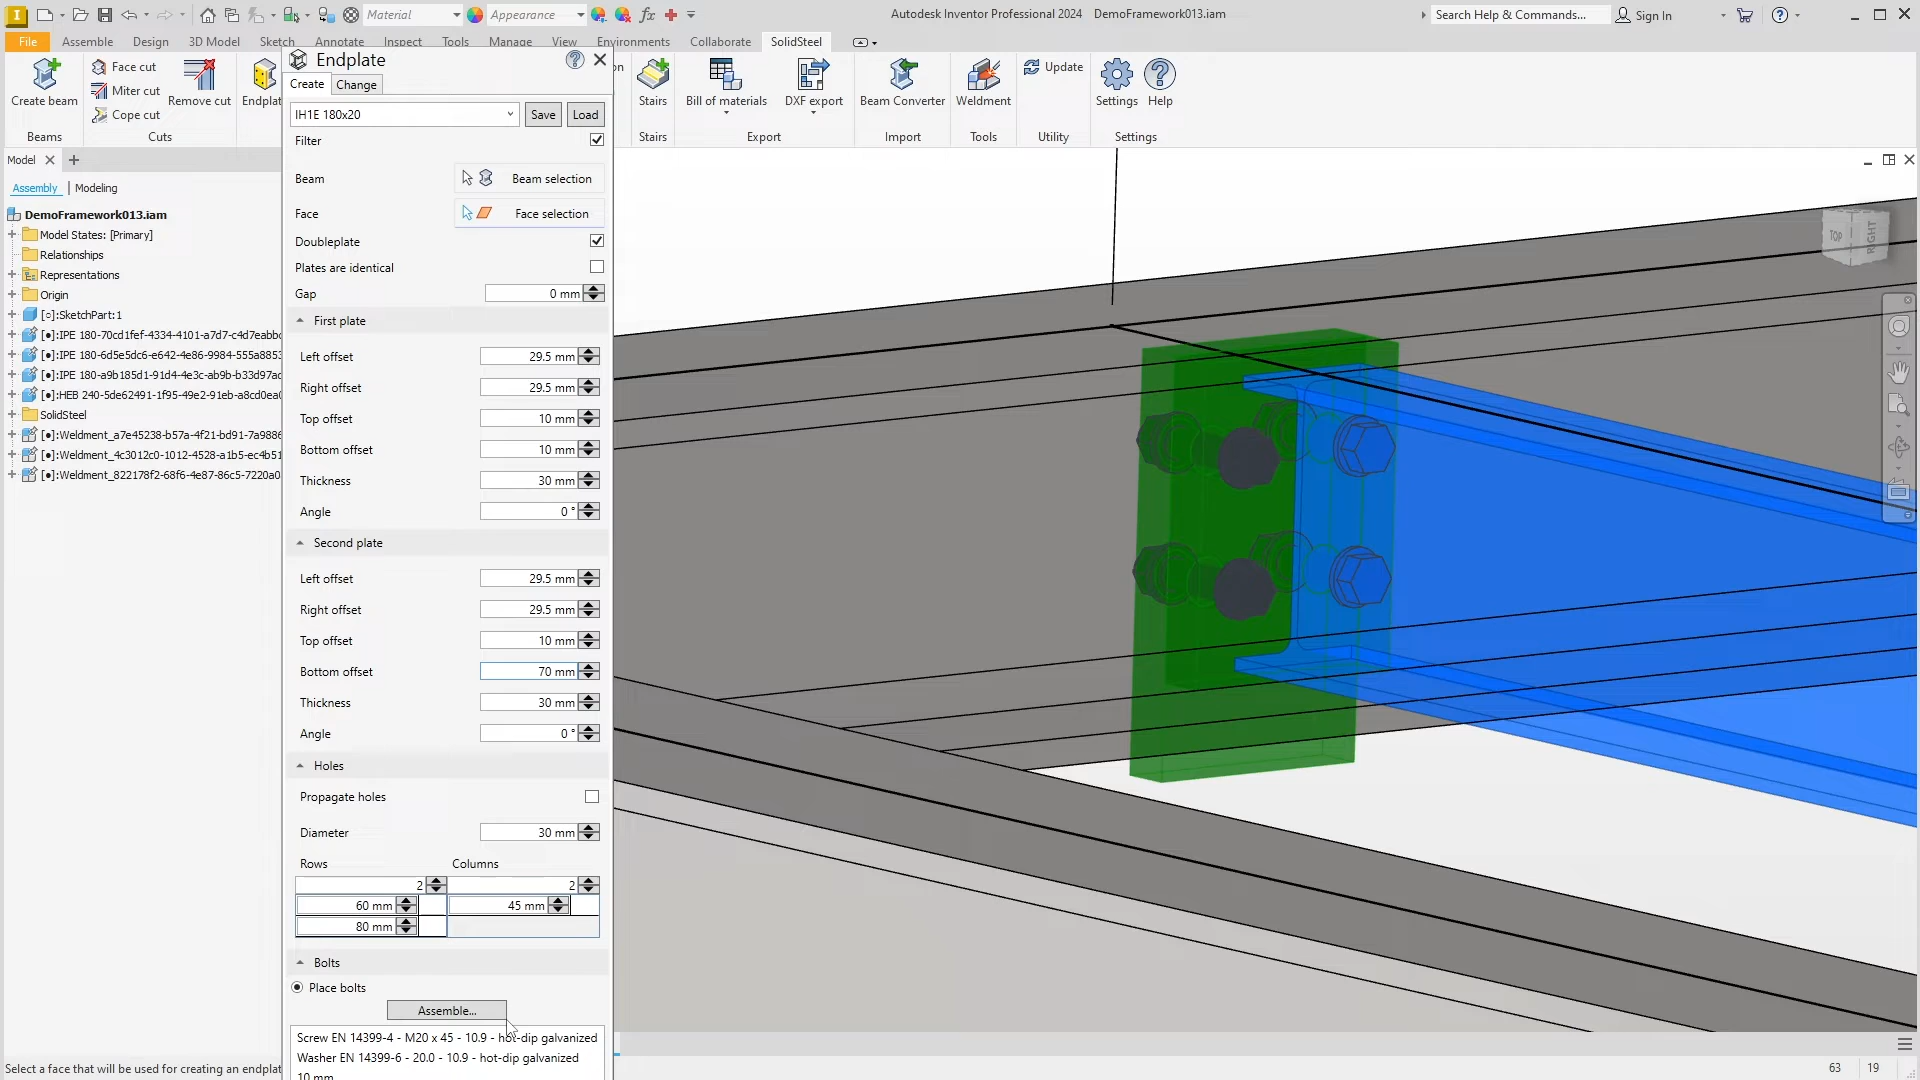 Material
Appearance
Autodesk Inventor Professional 2024 DemoFramework013.iam
Search Help & Commands...
Sign In
File
Assemble
Design
3D Model
Sketch
Annotate
Inspect
Tools
Manage
View
Environments
Collaborate
SolidSteel
Create beam
Face cut
Miter cut
Cope cut
Remove cut
Endplat
Stairs
Bill of materials
DXF export
Beam Converter
Weldment
Update
Settings
Help
Beams
Cuts
Stairs
Export
Import
Tools
Utility
Settings
Endplate
Create
Change
IH1E 180x20
Save
Load
Filter
Beam
Beam selection
Face
Face selection
Doubleplate
Plates are identical
Gap
0 mm
First plate
Left offset
29.5 mm
Right offset
29.5 mm
Top offset
10 mm
Bottom offset
10 mm
Thickness
30 mm
Angle
0 °
Second plate
Left offset
29.5 mm
Right offset
29.5 mm
Top offset
10 mm
Bottom offset
70 mm
Thickness
30 mm
Angle
0 °
Holes
Propagate holes
Diameter
30 mm
Rows
Columns
2
2
60 mm
45 mm
80 mm
Bolts
Place bolts
Assemble...
Screw EN 14399-4 - M20 x 45 - 10.9 - hot-dip galvanized
Washer EN 14399-6 - 20.0 - 10.9 - hot-dip galvanized
10 mm
Model
Assembly
Modeling
DemoFramework013.iam
Model States: [Primary]
Relationships
Representations
Origin
[○]:SketchPart:1
[●]:IPE 180-70cd1fef-4334-4101-a7d7-c4d7eabbc
[●]:IPE 180-6d5e5dc6-e642-4e86-9984-555a8853
[●]:IPE 180-a9b185d1-91d4-4e3c-ab9b-b33d97ac
[●]:HEB 240-5de62491-1f95-49e2-91eb-a8cd0ea0
SolidSteel
[●]:Weldment_a7e45238-b57a-4f21-bd91-7a9886
[●]:Weldment_4c3012c0-1012-4528-a1b5-ec4b51
[●]:Weldment_822178f2-68f6-4e87-86c5-7220a0
TOP
RIGHT
Select a face that will be used for creating an endplat
63
19